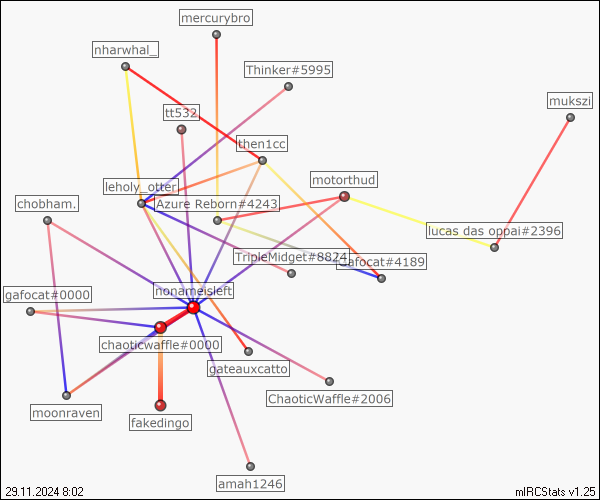 mercurybro
nharwhal_
Thinker#5995
mukszi
tt532
then1cc
motorthud
leholy_otter
chobham.
Azure Reborn#4243
lucas das oppai#2396
TripleMidget#8824
afocat#4189
nonameisleft
gafocat#0000
chaoticwaffle#0000
gateauxcatto
ChaoticWaffle#2006
moonraven
fakedingo
amah1246
29.11.2024 8:02
mIRCStats v1.25